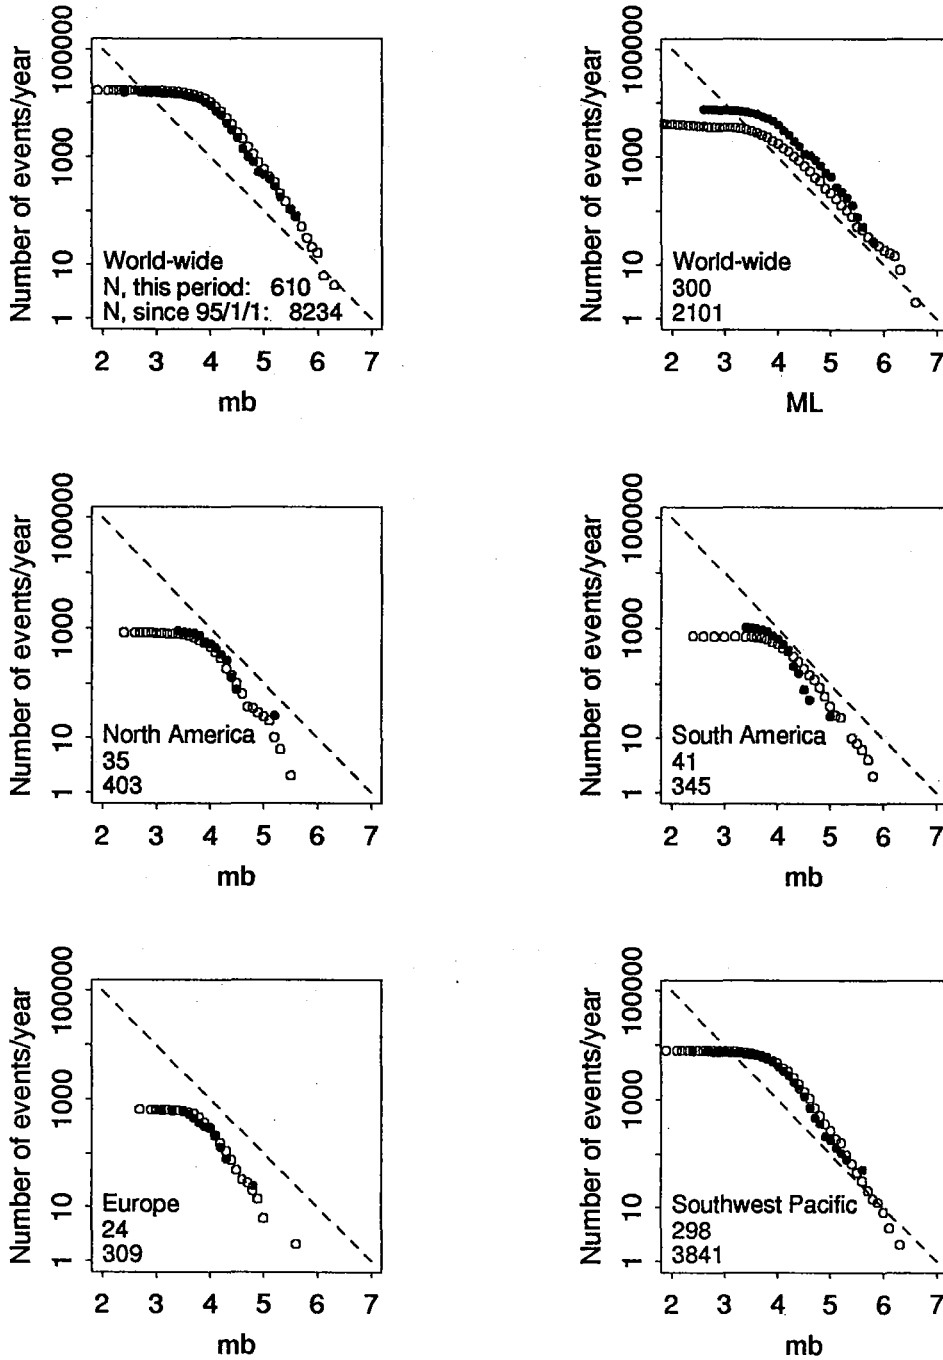 Number of events/year
1 10 1000 100000
World-wide
N, this period: 610
N, since 95/1/1: 8234
2 3 4 5 6 7
mb
Number of events/year
1 10 1000 100000
World-wide
300
2101
2 3 4 5 6 7
ML
Number of events/year
1 10 1000 100000
North America
35
403
2 3 4 5 6 7
mb
Number of events/year
1 10 1000 100000
South America
41
345
2 3 4 5 6 7
mb
Number of events/year
1 10 1000 100000
Europe
24
309
2 3 4 5 6 7
mb
Number of events/year
1 10 1000 100000
Southwest Pacific
298
3841
2 3 4 5 6 7
mb